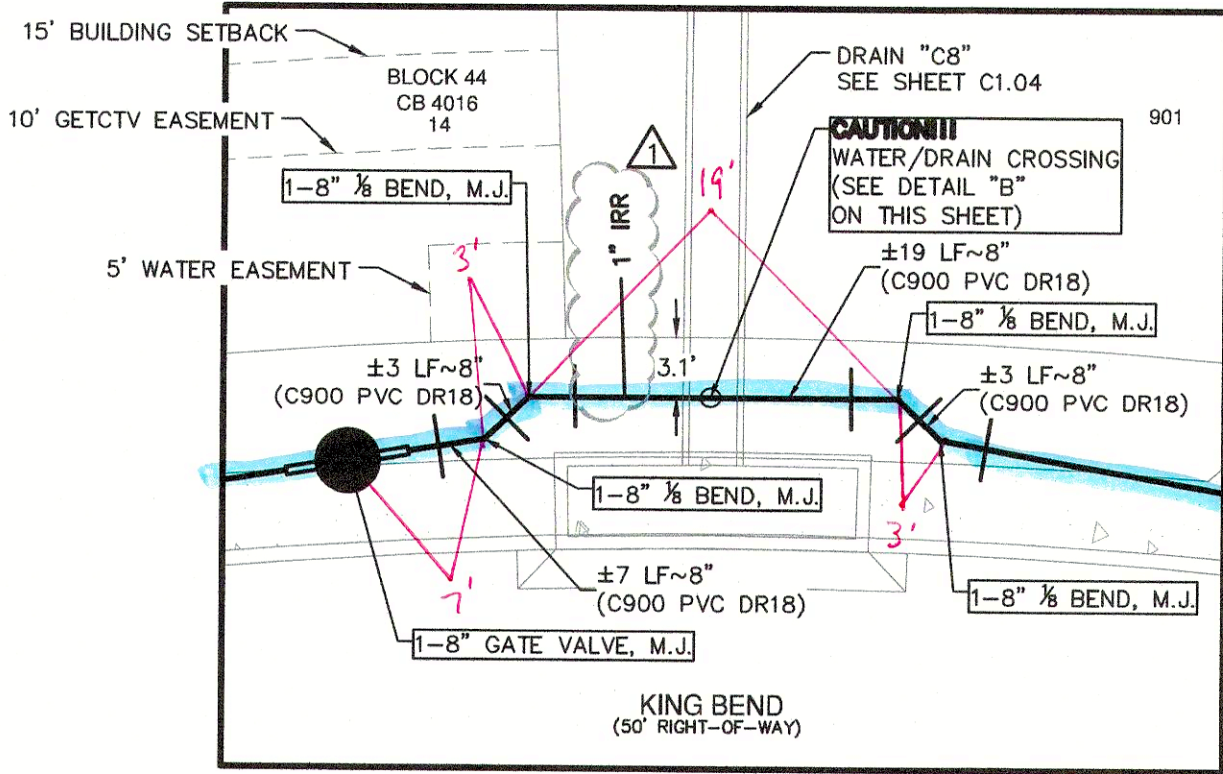 15' BUILDING SETBACK
BLOCK 44
CB 4016
14
10' GETCTV EASEMENT
DRAIN "C8"
SEE SHEET C1.04
901
CAUTION!!!
WATER/DRAIN CROSSING
(SEE DETAIL "B"
ON THIS SHEET)
1
1-8" ⅛ BEND, M.J.
19'
1" IRR
5' WATER EASEMENT
3'
±19 LF~8"
(C900 PVC DR18)
1-8" ⅛ BEND, M.J.
±3 LF~8"
(C900 PVC DR18)
3.1'
±3 LF~8"
(C900 PVC DR18)
1-8" ⅛ BEND, M.J.
3'
±7 LF~8"
(C900 PVC DR18)
7'
1-8" ⅛ BEND, M.J.
1-8" GATE VALVE, M.J.
KING BEND
(50' RIGHT-OF-WAY)